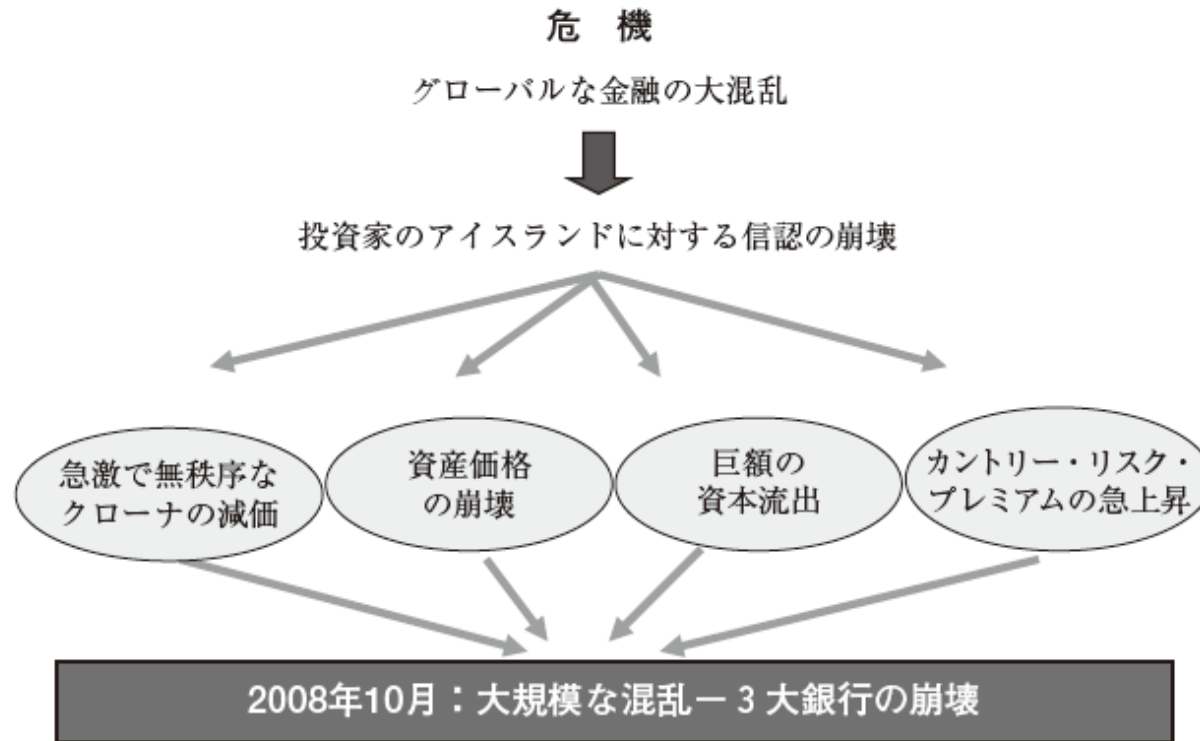 危 機
グローバルな金融の大混乱
投資家のアイスランドに対する信認の崩壊
急激で無秩序な
クローナの減価
資産価格
の崩壊
巨額の
資本流出
カントリー・リスク・
プレミアムの急上昇
2008年10月:大規模な混乱－3大銀行の崩壊